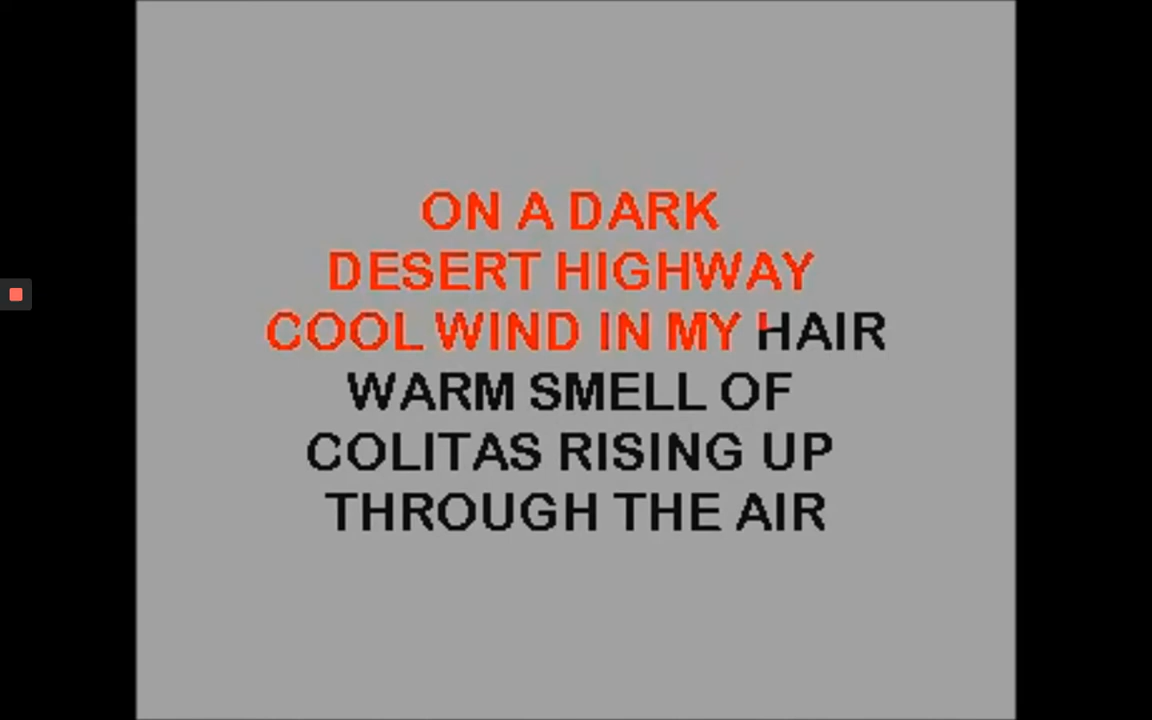 ON A DARK
DESERT HIGHWAY
COOL WIND IN MY HAIR
WARM SMELL OF
COLITAS RISING UP
THROUGH THE AIR